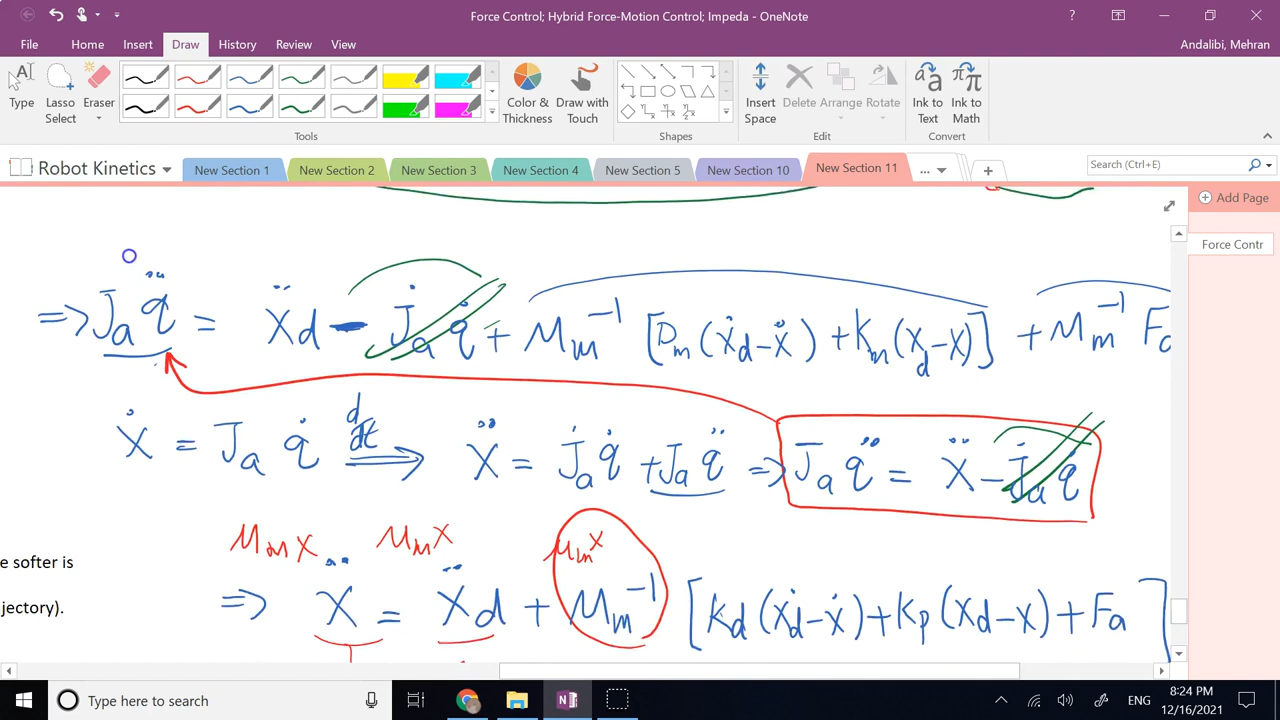 Force Control; Hybrid Force-Motion Control; Impeda - OneNote
Andalibi, Mehran
File Home Insert Draw History Review View
Type Lasso Select Eraser Color & Thickness Draw with Touch Insert Space Delete Arrange Rotate Ink to Text Ink to Math
Tools Shapes Edit Convert
Robot Kinetics New Section 1 New Section 2 New Section 3 New Section 4 New Section 5 New Section 10 New Section 11 ... Search (Ctrl+E)
Add Page
Force Contr
=> Ja q̈ = Ẍd - J̇a q̇ + Mm⁻¹ [Dm(Ẋd-Ẋ) + Km(Xd-X)] + Mm⁻¹ Fa
Ẋ = Ja q̇ d/dt => Ẍ = J̇a q̇ + Ja q̈ => Ja q̈ = Ẍ - J̇a q̇
Mm x Mm x Mm x
e softer is
=> Ẍ = Ẍd + Mm⁻¹ [Kd(Ẋd-Ẋ) + Kp(Xd-X) + Fa]
jectory).
Type here to search
ENG
8:24 PM
12/16/2021